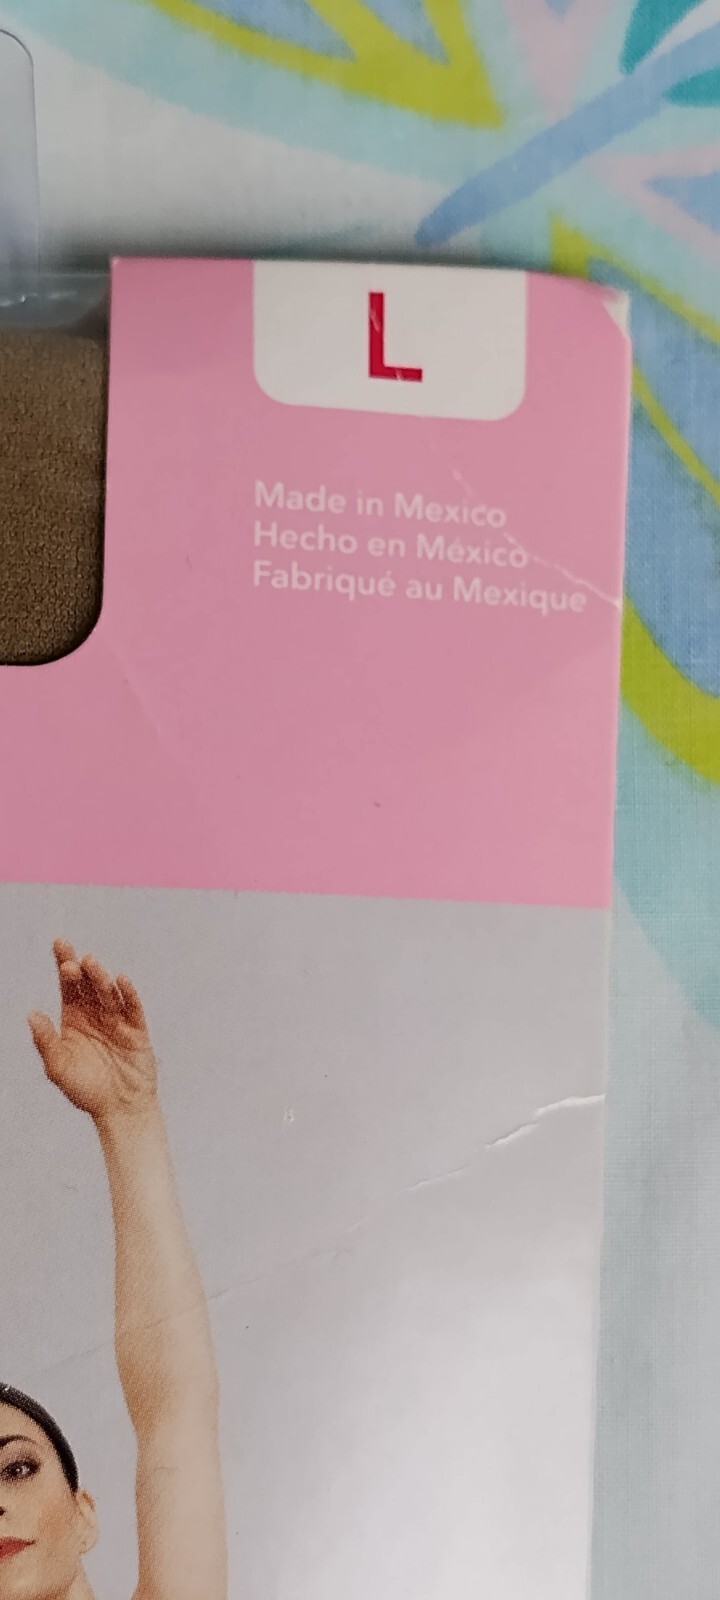 L
Made in Mexico
Hecho en México
Fabriqué au Mexique